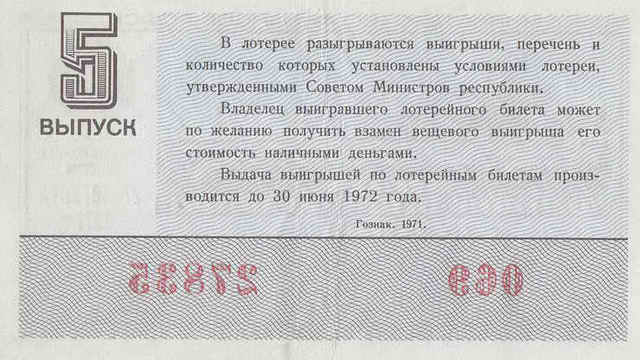 5
ВЫПУСК
В лотерее разыгрываются выигрыши, перечень и
количество которых установлены условиями лотереи,
утвержденными Советом Министров республики.
Владелец выигравшего лотерейного билета может
по желанию получить взамен вещевого выигрыша его
стоимость наличными деньгами.
Выдача выигрышей по лотерейным билетам произ-
водится до 30 июня 1972 года.
Гознак. 1971.
27835 069